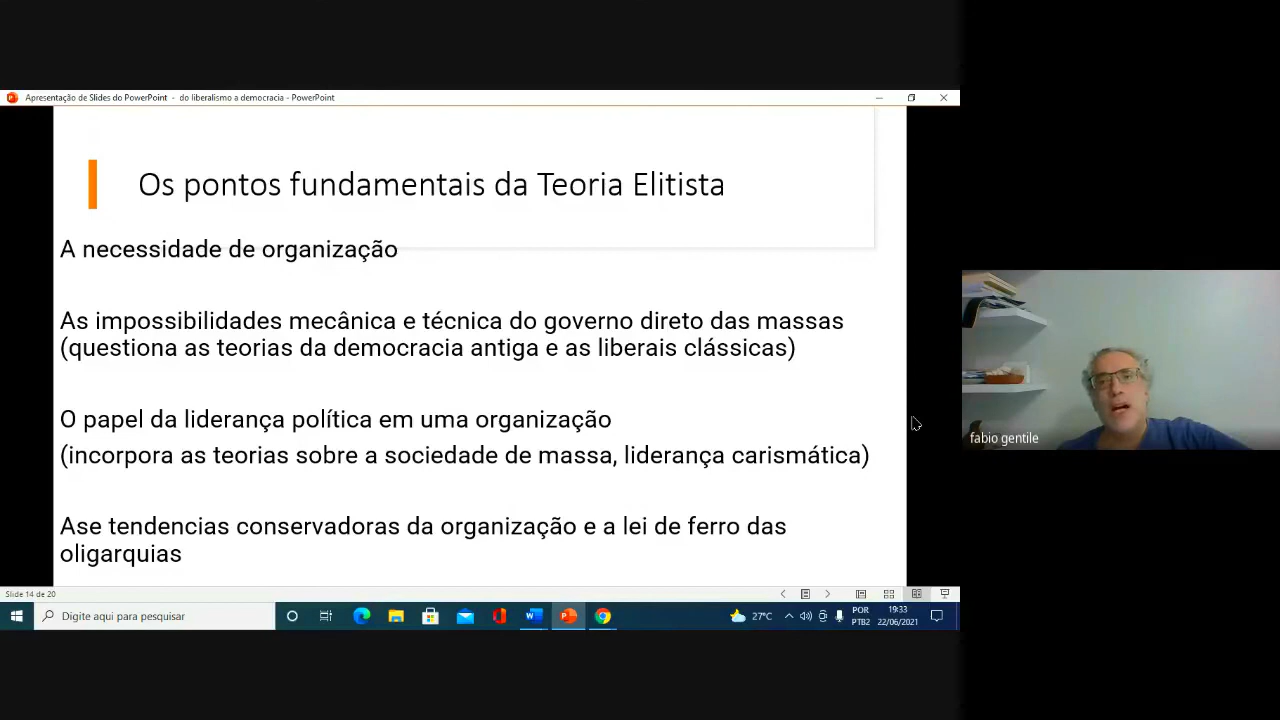 Apresentação de Slides do PowerPoint - do liberalismo a democracia - PowerPoint
Os pontos fundamentais da Teoria Elitista
A necessidade de organização
As impossibilidades mecânica e técnica do governo direto das massas
(questiona as teorias da democracia antiga e as liberais clássicas)
O papel da liderança política em uma organização
(incorpora as teorias sobre a sociedade de massa, liderança carismática)
Ase tendencias conservadoras da organização e a lei de ferro das
oligarquias
fabio gentile
Slide 14 de 20
Digite aqui para pesquisar
27°C
POR
PTB2
19:33
22/06/2021